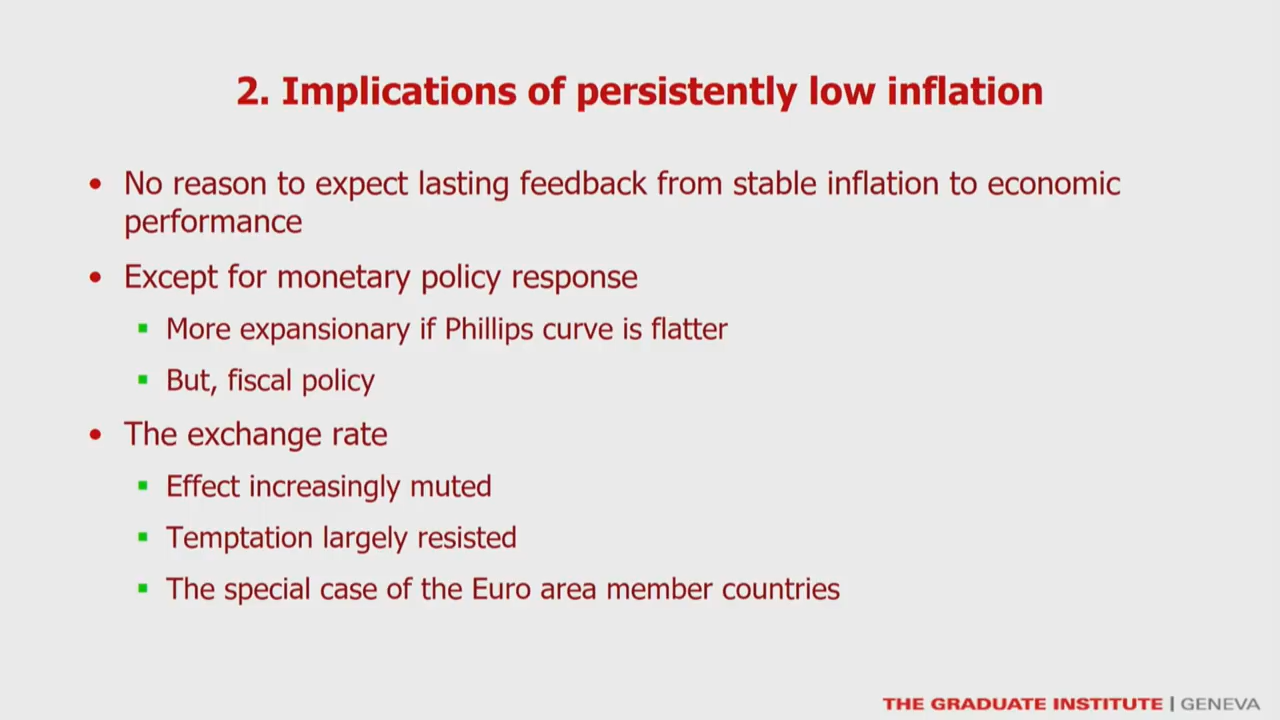 2. Implications of persistently low inflation
• No reason to expect lasting feedback from stable inflation to economic
performance
• Except for monetary policy response
▪ More expansionary if Phillips curve is flatter
▪ But, fiscal policy
• The exchange rate
▪ Effect increasingly muted
▪ Temptation largely resisted
▪ The special case of the Euro area member countries
THE GRADUATE INSTITUTE | GENEVA